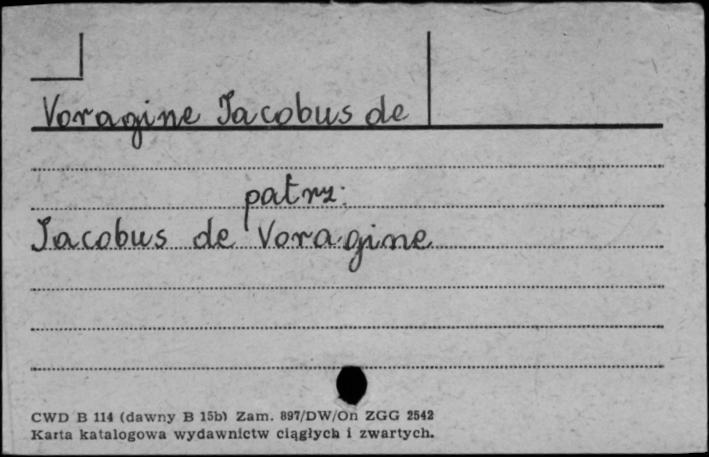 Voragine Jacobus de
patrz:
Jacobus de Voragine
CWD B 114 (dawny B 15b) Zam. 897/DW/On ZGG 2542
Karta katalogowa wydawnictw ciągłych i zwartych.